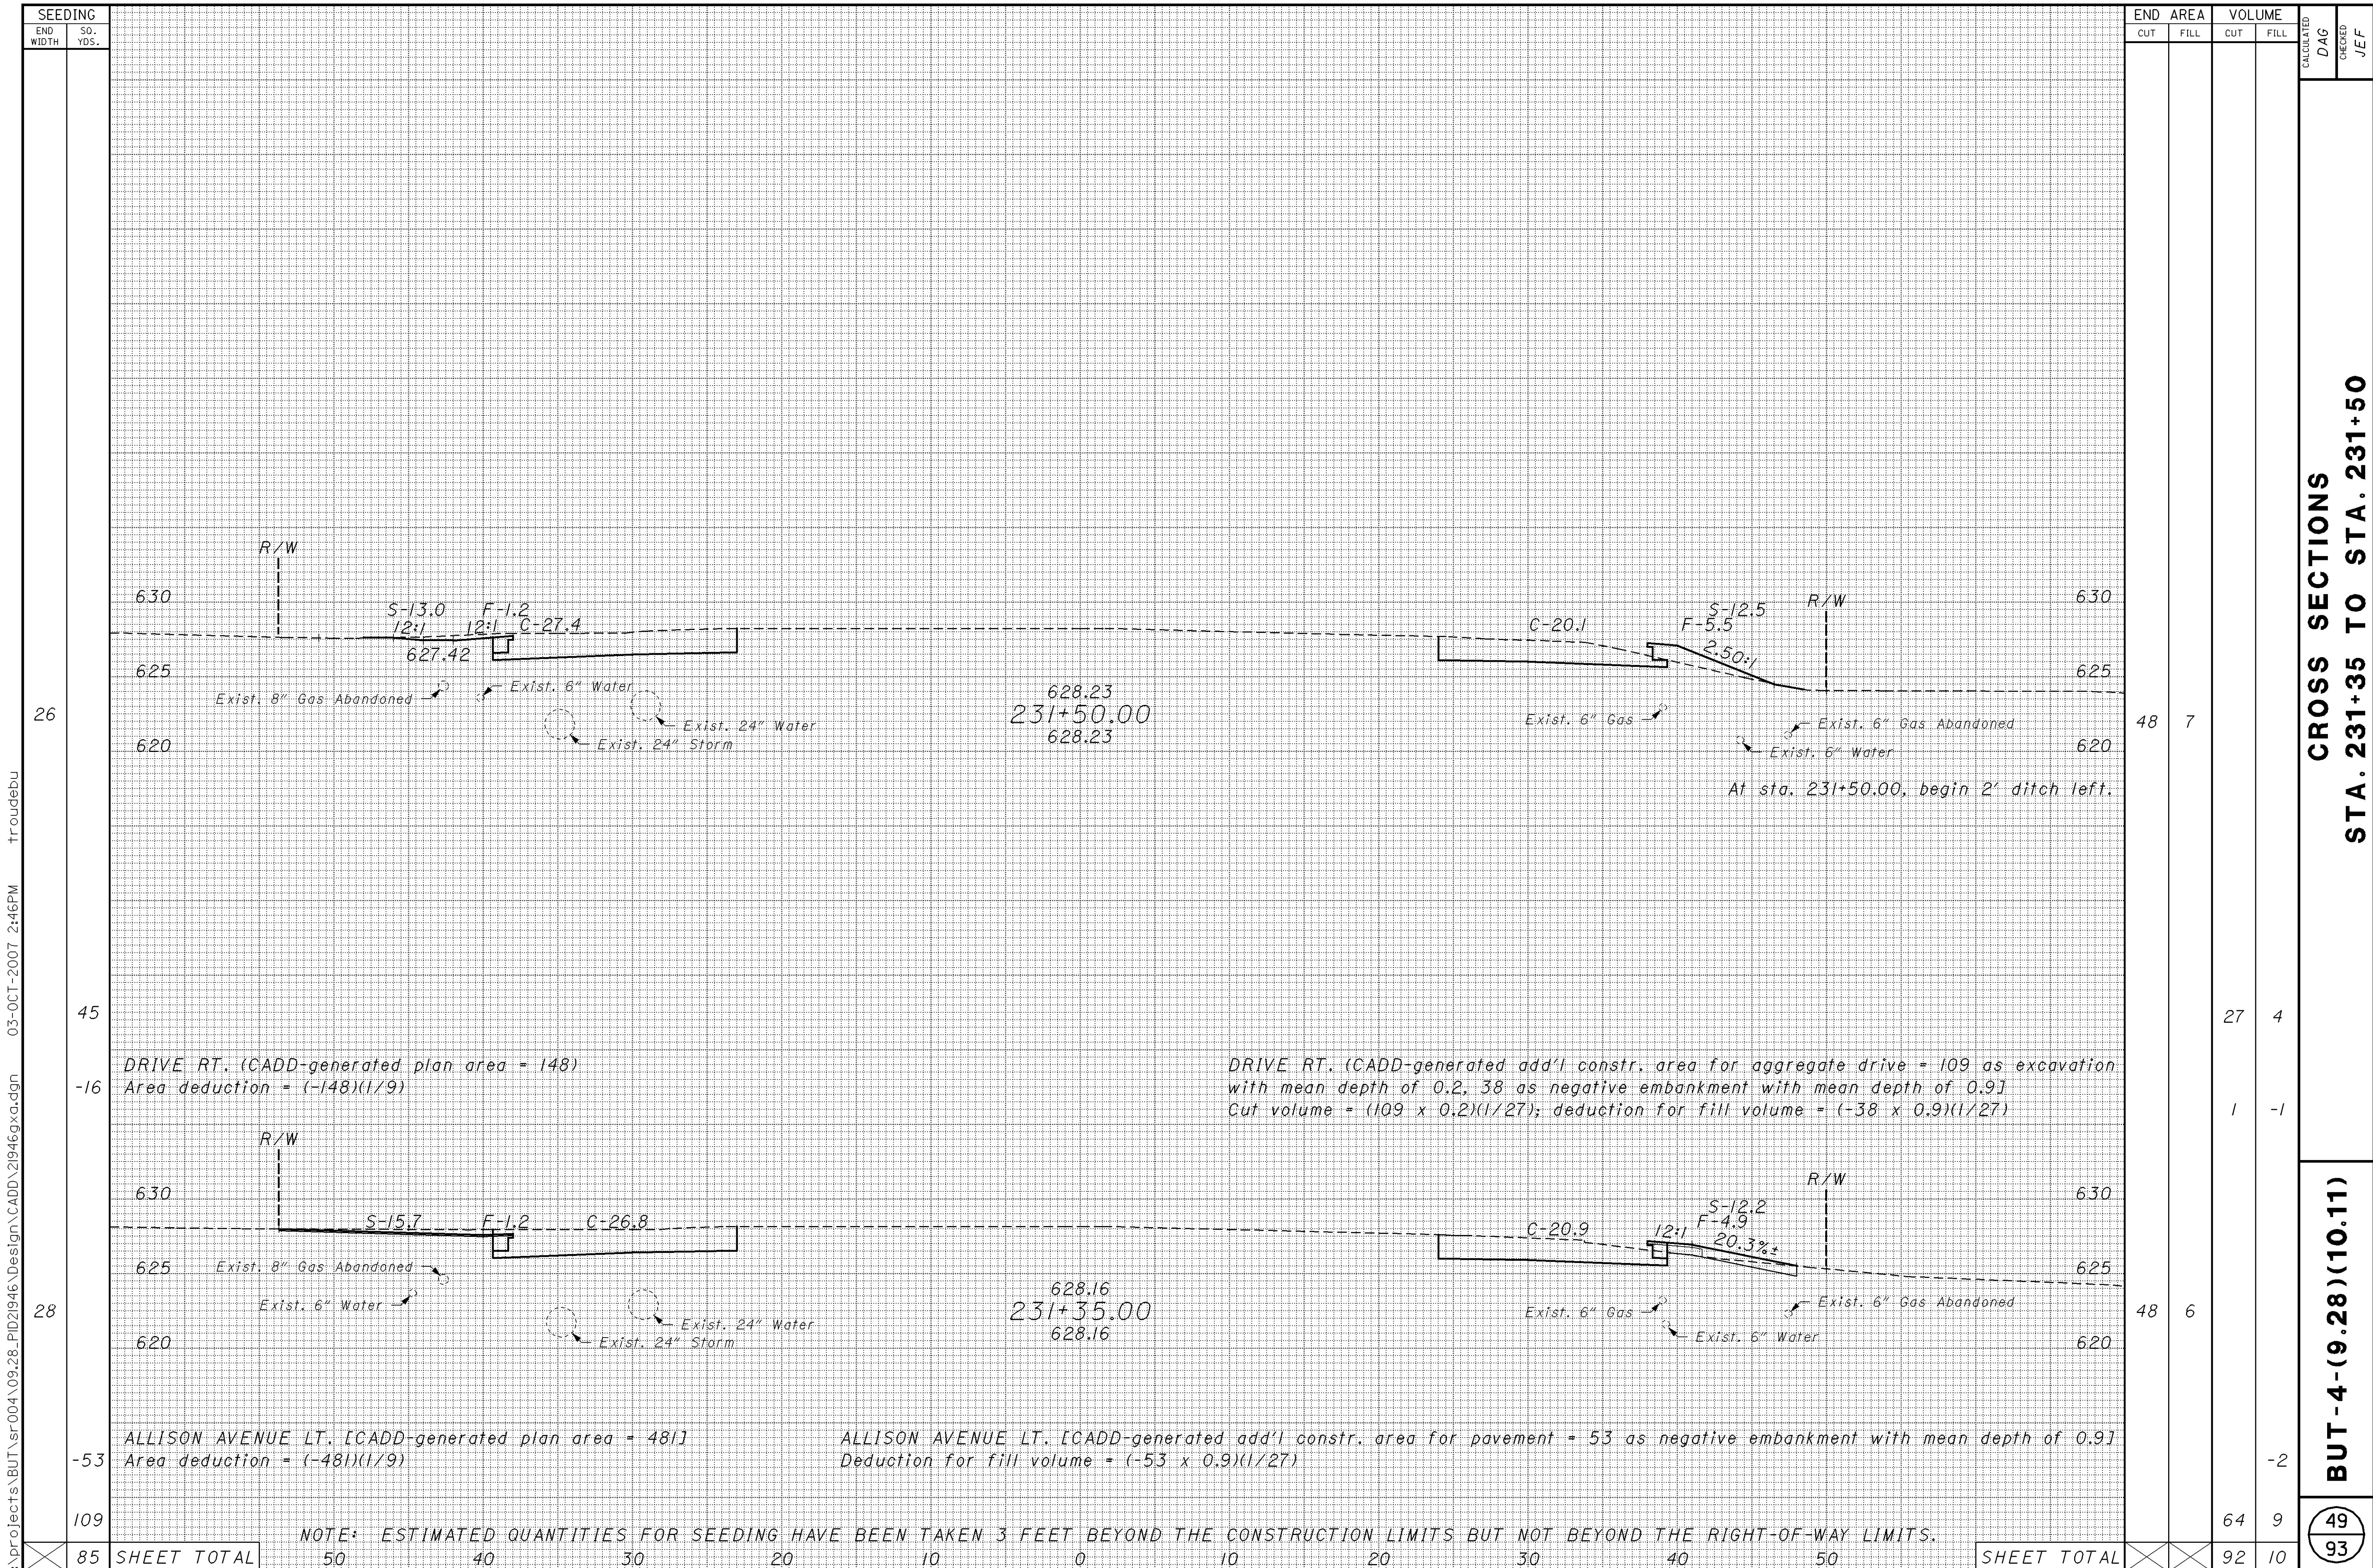 SEEDING
END WIDTH
SQ. YDS.
END AREA
VOLUME
CUT
FILL
CUT
FILL
CALCULATED
DAG
CHECKED
JEF
R/W
630
S-13.0
F-1.2
12:1
12:1
C-27.4
627.42
625
Exist. 8" Gas Abandoned
Exist. 6" Water
Exist. 24" Water
Exist. 24" Storm
620
26
628.23
231+50.00
628.23
C-20.1
S-12.5
F-5.5
2.50:1
R/W
630
625
Exist. 6" Gas
Exist. 6" Gas Abandoned
Exist. 6" Water
620
48
7
At sta. 231+50.00, begin 2' ditch left.
45
27
4
DRIVE RT. (CADD-generated plan area = 148)
-16
Area deduction = (-148)(1/9)
DRIVE RT. (CADD-generated add'l constr. area for aggregate drive = 109 as excavation
with mean depth of 0.2, 38 as negative embankment with mean depth of 0.9]
Cut volume = (109 x 0.2)(1/27); deduction for fill volume = (-38 x 0.9)(1/27)
1
-1
R/W
630
S-15.7
F-1.2
C-26.8
625
Exist. 8" Gas Abandoned
Exist. 6" Water
Exist. 24" Water
Exist. 24" Storm
620
28
628.16
231+35.00
628.16
C-20.9
12:1
S-12.2
F-4.9
20.3%±
R/W
630
625
Exist. 6" Gas
Exist. 6" Gas Abandoned
Exist. 6" Water
620
48
6
ALLISON AVENUE LT. [CADD-generated plan area = 481]
-53
Area deduction = (-481)(1/9)
ALLISON AVENUE LT. [CADD-generated add'l constr. area for pavement = 53 as negative embankment with mean depth of 0.9]
Deduction for fill volume = (-53 x 0.9)(1/27)
-2
109
64
9
NOTE: ESTIMATED QUANTITIES FOR SEEDING HAVE BEEN TAKEN 3 FEET BEYOND THE CONSTRUCTION LIMITS BUT NOT BEYOND THE RIGHT-OF-WAY LIMITS.
85
SHEET TOTAL
50 40 30 20 10 0 10 20 30 40 50
SHEET TOTAL
92
10
CROSS SECTIONS
STA. 231+35 TO STA. 231+50
BUT-4-(9.28)(10.11)
49
93
\projects\BUT\sr004\09.28_PID21946\Design\CADD\21946gxa.dgn 03-OCT-2007 2:46PM troudebu